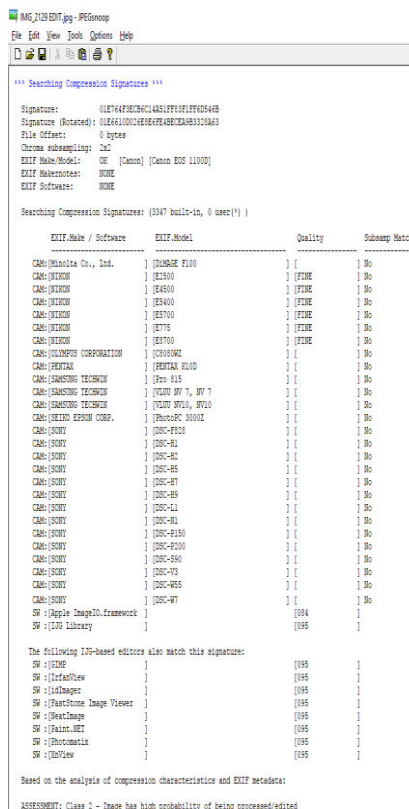 IMG_2129 EDIT.jpg - JPEGsnoop
File Edit View Tools Options Help
*** Searching Compression Signatures ***
Signature: 01E764F3ECB6C14A51FF83F1FF6D546B
Signature (Rotated): 01E6610D026E8E6FE4BECEA9B3328A63
File Offset: 0 bytes
Chroma subsampling: 2x2
EXIF Make/Model: OK [Canon] [Canon EOS 1100D]
EXIF Makernotes: NONE
EXIF Software: NONE
Searching Compression Signatures: (3347 built-in, 0 user(*) )
EXIF.Make / Software EXIF.Model Quality Subsamp Matc
------------------------- ----------------------------------- ---------------- ------------
CAM:[Minolta Co., Ltd. ] [DiMAGE F100 ] [ ] No
CAM:[NIKON ] [E2500 ] [FINE ] No
CAM:[NIKON ] [E4500 ] [FINE ] No
CAM:[NIKON ] [E5400 ] [FINE ] No
CAM:[NIKON ] [E5700 ] [FINE ] No
CAM:[NIKON ] [E775 ] [FINE ] No
CAM:[NIKON ] [E8700 ] [FINE ] No
CAM:[OLYMPUS CORPORATION ] [C8080WZ ] [ ] No
CAM:[PENTAX ] [PENTAX K10D ] [ ] No
CAM:[SAMSUNG TECHWIN ] [Pro 815 ] [ ] No
CAM:[SAMSUNG TECHWIN ] [VLUU NV 7, NV 7 ] [ ] No
CAM:[SAMSUNG TECHWIN ] [VLUU NV10, NV10 ] [ ] No
CAM:[SEIKO EPSON CORP. ] [PhotoPC 3000Z ] [ ] No
CAM:[SONY ] [DSC-F828 ] [ ] No
CAM:[SONY ] [DSC-H1 ] [ ] No
CAM:[SONY ] [DSC-H2 ] [ ] No
CAM:[SONY ] [DSC-H5 ] [ ] No
CAM:[SONY ] [DSC-H7 ] [ ] No
CAM:[SONY ] [DSC-H9 ] [ ] No
CAM:[SONY ] [DSC-L1 ] [ ] No
CAM:[SONY ] [DSC-N1 ] [ ] No
CAM:[SONY ] [DSC-P150 ] [ ] No
CAM:[SONY ] [DSC-P200 ] [ ] No
CAM:[SONY ] [DSC-S90 ] [ ] No
CAM:[SONY ] [DSC-V3 ] [ ] No
CAM:[SONY ] [DSC-W55 ] [ ] No
CAM:[SONY ] [DSC-W7 ] [ ] No
SW :[Apple ImageIO.framework ] [084 ]
SW :[IJG Library ] [095 ]
The following IJG-based editors also match this signature:
SW :[GIMP ] [095 ]
SW :[IrfanView ] [095 ]
SW :[idImager ] [095 ]
SW :[FastStone Image Viewer ] [095 ]
SW :[NeatImage ] [095 ]
SW :[Paint.NET ] [095 ]
SW :[Photomatix ] [095 ]
SW :[XnView ] [095 ]
Based on the analysis of compression characteristics and EXIF metadata:
ASSESSMENT: Class 2 - Image has high probability of being processed/edited